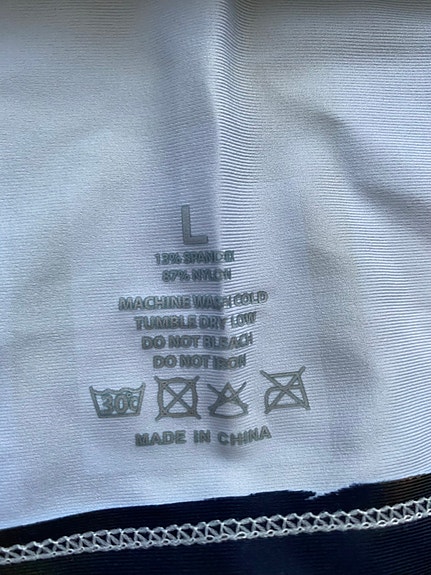 L
13% SPANDEX
87% NYLON
MACHINE WASH COLD
TUMBLE DRY LOW
DO NOT BLEACH
DO NOT IRON
30°C
MADE IN CHINA